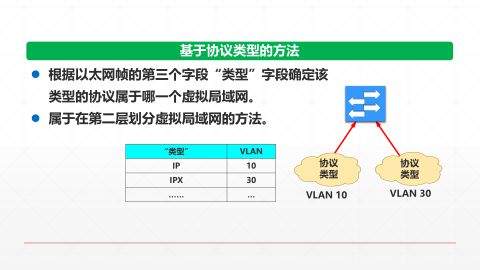 基于协议类型的方法
根据以太网帧的第三个字段“类型”字段确定该
类型的协议属于哪一个虚拟局域网。
属于在第二层划分虚拟局域网的方法。
“类型” VLAN
IP 10
IPX 30
…… …
协议
类型
VLAN 10
协议
类型
VLAN 30